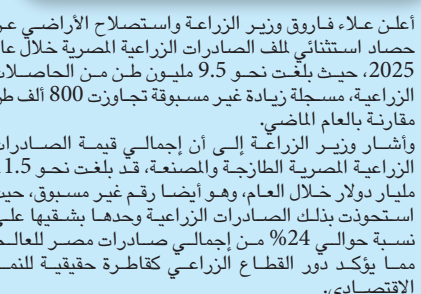 أعلن علاء فاروق وزير الزراعة واستصلاح الأراضي عن
حصاد استثنائي لملف الصادرات الزراعية المصرية خلال عام
2025، حيث بلغت نحو 9.5 مليون طن من الحاصلات
الزراعية، مسجلة زيادة غير مسبوقة تجاوزت 800 ألف طن
مقارنة بالعام الماضي.
وأشار وزير الزراعة إلى أن إجمالي قيمة الصادرات
الزراعية المصرية الطازجة والمصنعة، قد بلغت نحو 11.5
مليار دولار خلال العام، وهو أيضا رقم غير مسبوق، حيث
استحوذت بذلك الصادرات الزراعية وحدها بشقيها على
نسبة حوالي 24% من إجمالي صادرات مصر للعالم
مما يؤكد دور القطاع الزراعي كقاطرة حقيقية للنمو
الاقتصادي.